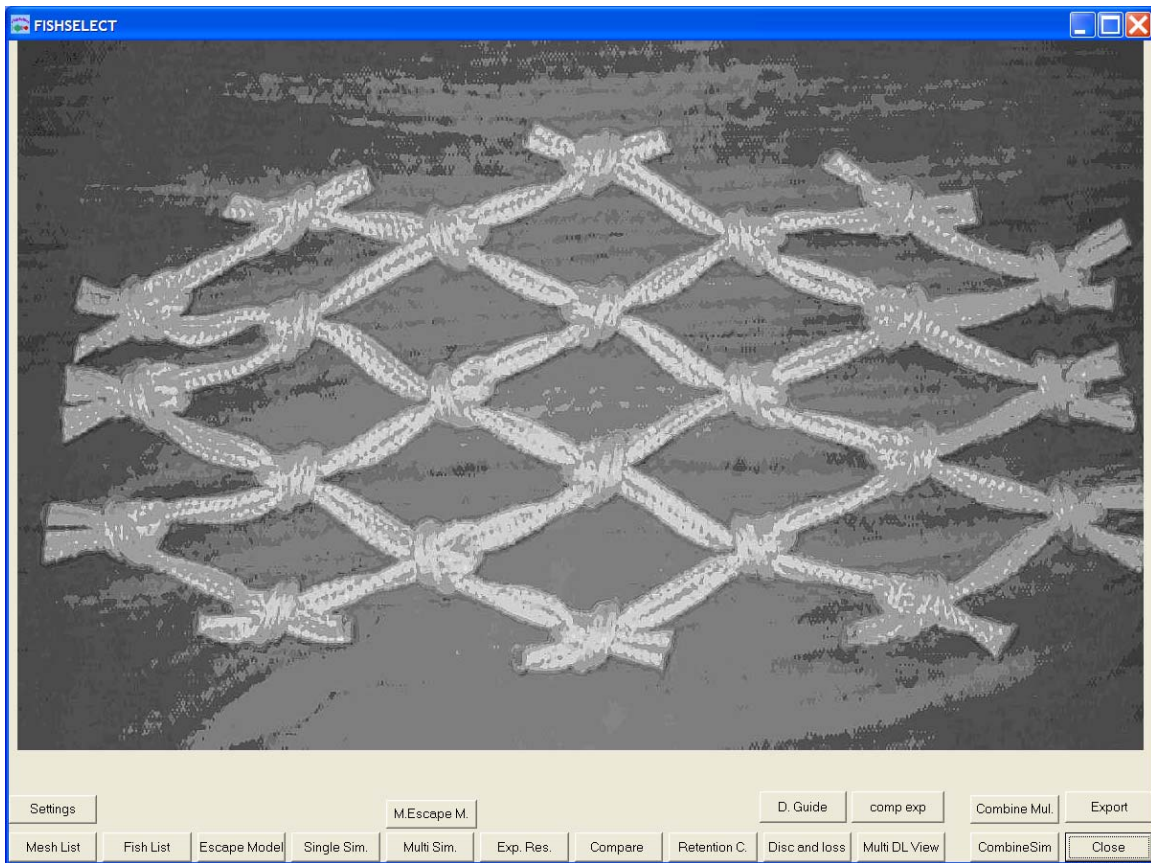 FISHSELECT
D. Guide comp exp
Settings M.Escape M. Combine Mul. Export
Mesh List Fish List Escape Model Single Sim. Multi Sim. Exp. Res. Compare Retention C. Disc and loss Multi DL View CombineSim Close